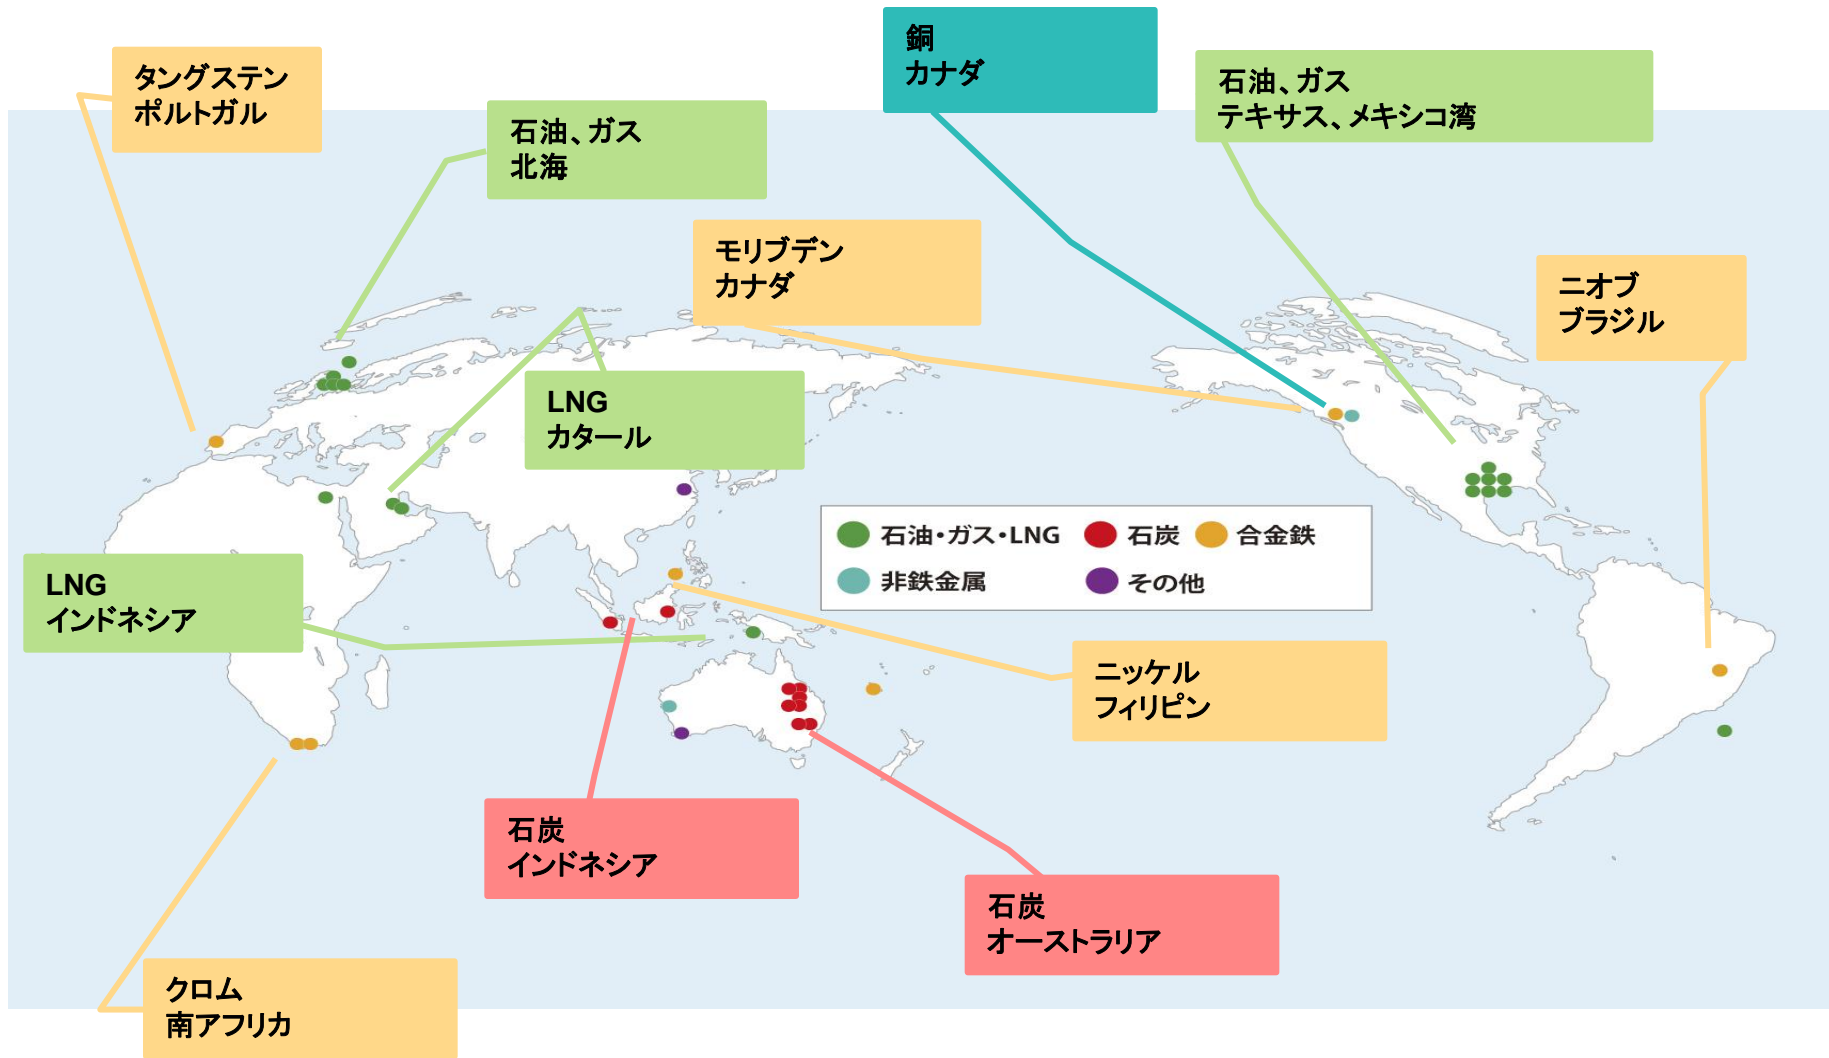 銅
カナダ
タングステン
ポルトガル
石油、ガス
テキサス、メキシコ湾
石油、ガス
北海
モリブデン
カナダ
ニオブ
ブラジル
LNG
カタール
石油・ガス・LNG 石炭 合金鉄
非鉄金属 その他
LNG
インドネシア
ニッケル
フィリピン
石炭
インドネシア
石炭
オーストラリア
クロム
南アフリカ